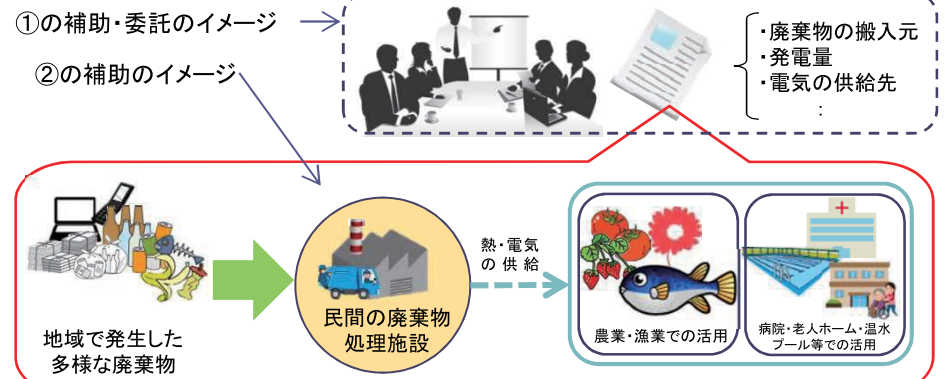 ①の補助・委託のイメージ
②の補助のイメージ
・廃棄物の搬入元
・発電量
・電気の供給先
：
地域で発生した
多様な廃棄物
民間の廃棄物
処理施設
熱・電気
の供給
農業・漁業での活用
病院・老人ホーム・温水
プール等での活用